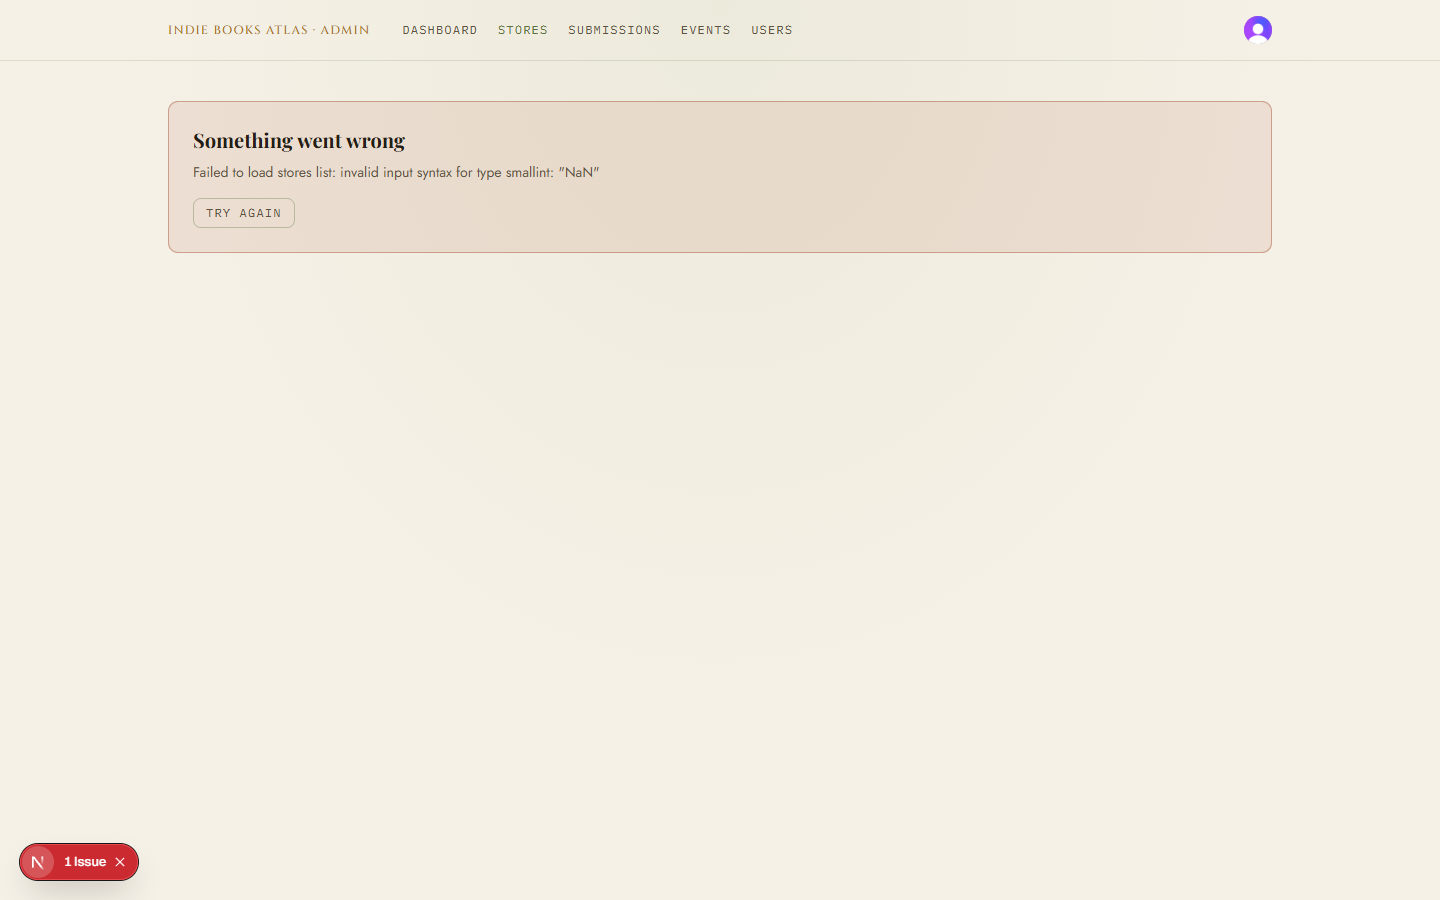 INDIE BOOKS ATLAS · ADMIN
DASHBOARD STORES SUBMISSIONS EVENTS USERS
Something went wrong
Failed to load stores list: invalid input syntax for type smallint: "NaN"
TRY AGAIN
N 1 Issue